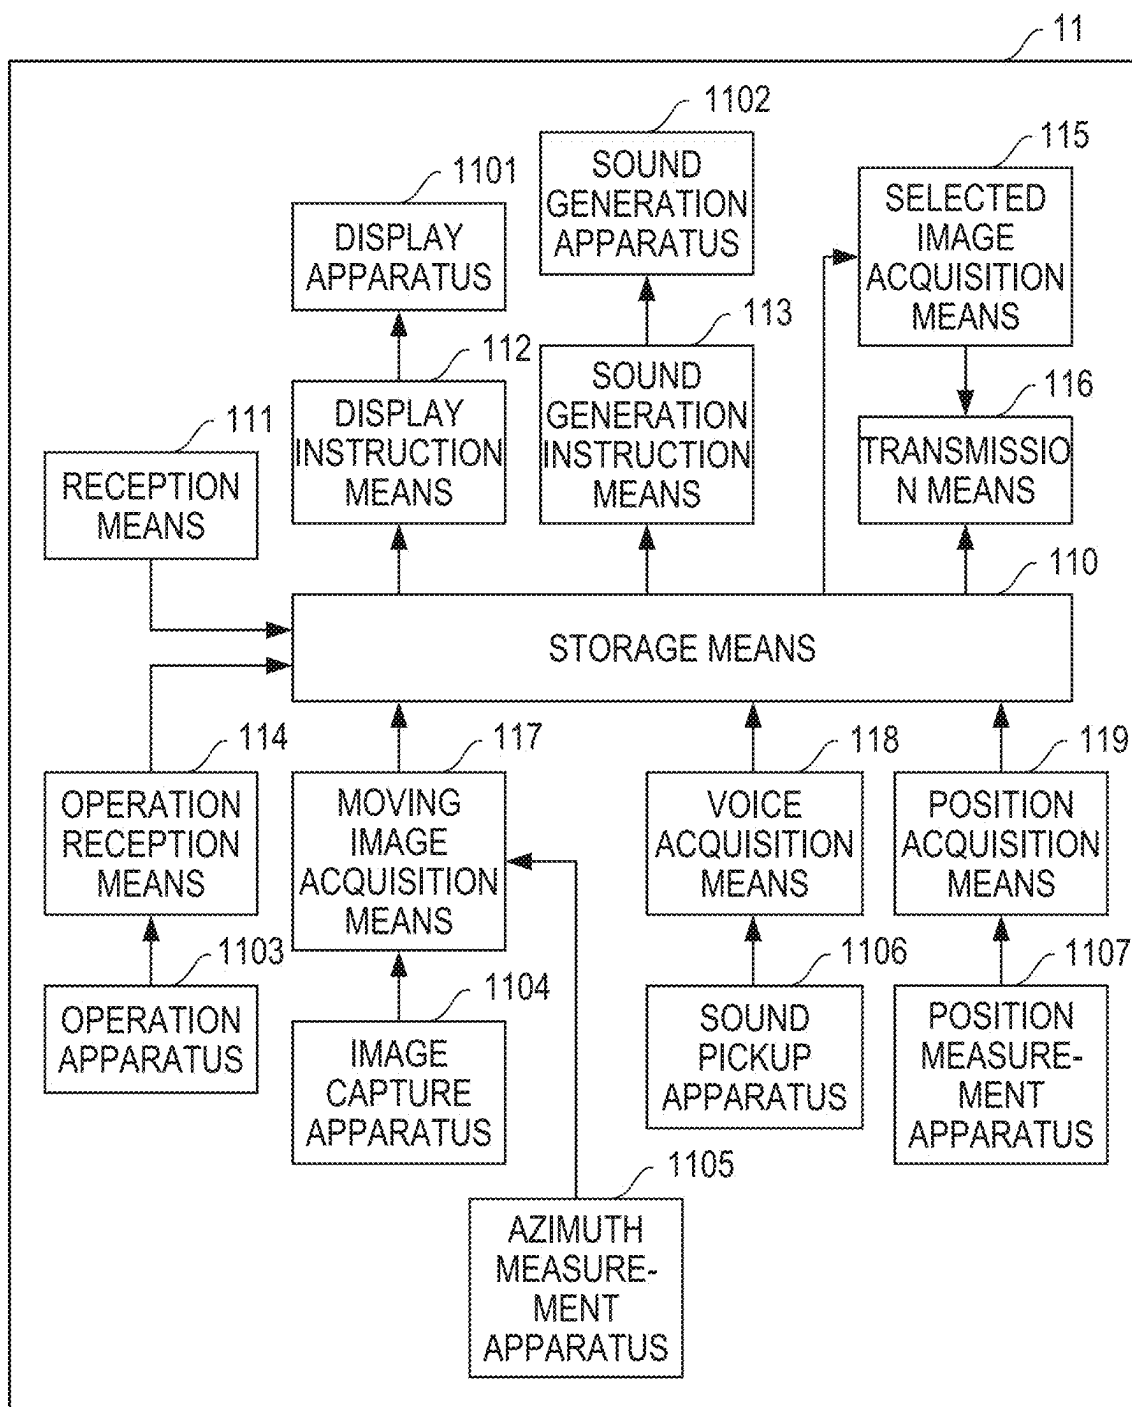 11
1102
SOUND
GENERATION
APPARATUS
115
SELECTED
IMAGE
ACQUISITION
MEANS
1101
DISPLAY
APPARATUS
113
SOUND
GENERATION
INSTRUCTION
MEANS
112
DISPLAY
INSTRUCTION
MEANS
116
TRANSMISSIO
N MEANS
111
RECEPTION
MEANS
110
STORAGE MEANS
114
OPERATION
RECEPTION
MEANS
117
MOVING
IMAGE
ACQUISITION
MEANS
118
VOICE
ACQUISITION
MEANS
119
POSITION
ACQUISITION
MEANS
1103
OPERATION
APPARATUS
1104
IMAGE
CAPTURE
APPARATUS
1106
SOUND
PICKUP
APPARATUS
1107
POSITION
MEASURE-
MENT
APPARATUS
1105
AZIMUTH
MEASURE-
MENT
APPARATUS